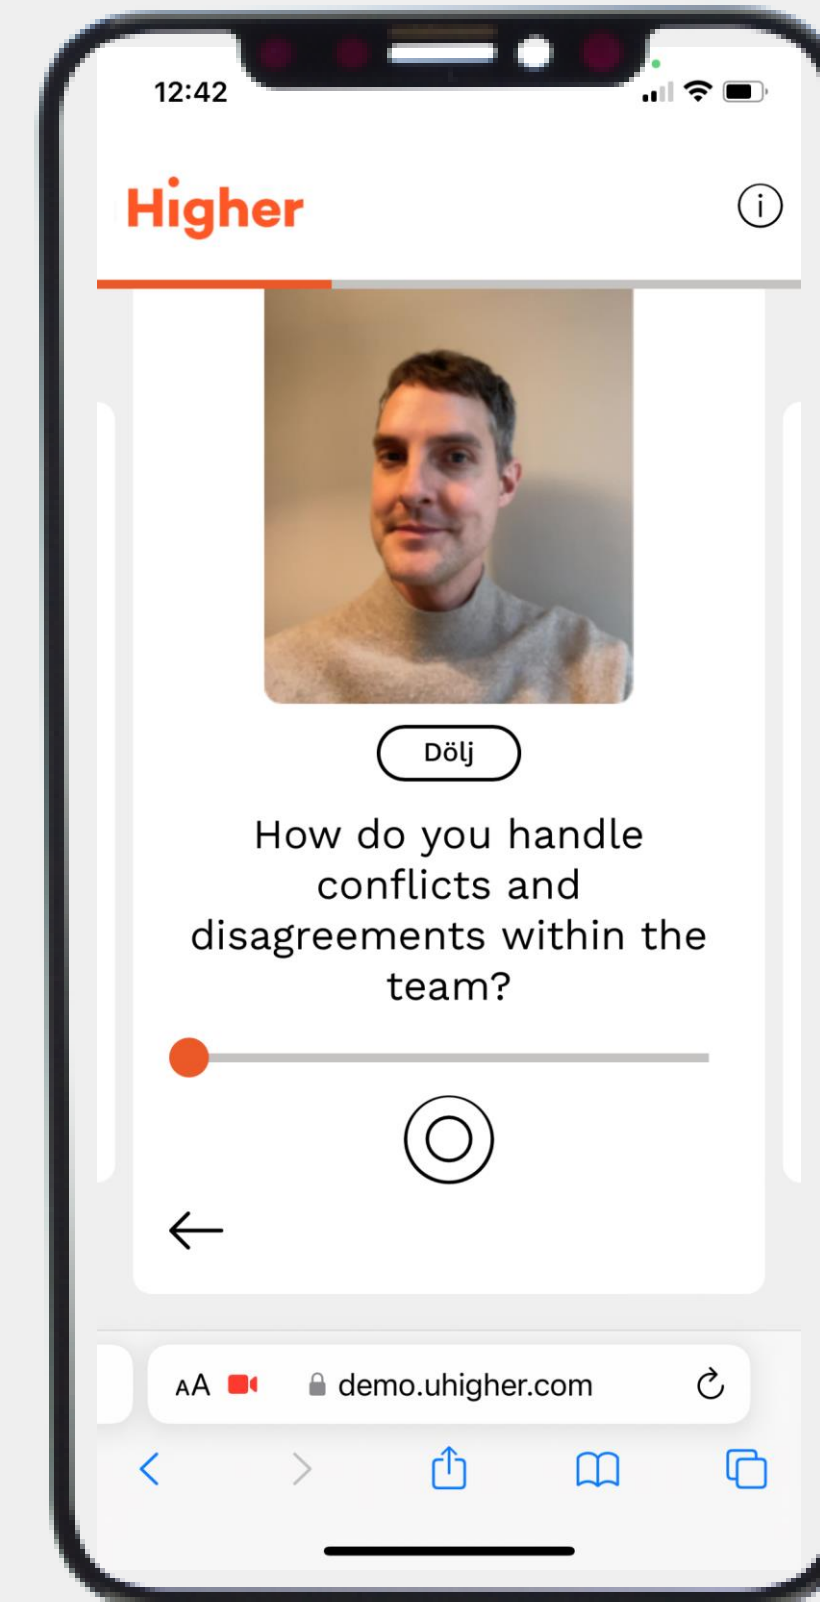 12:42
Higher
i
Dölj
How do you handle
conflicts and
disagreements within the
team?
AA demo.uhigher.com